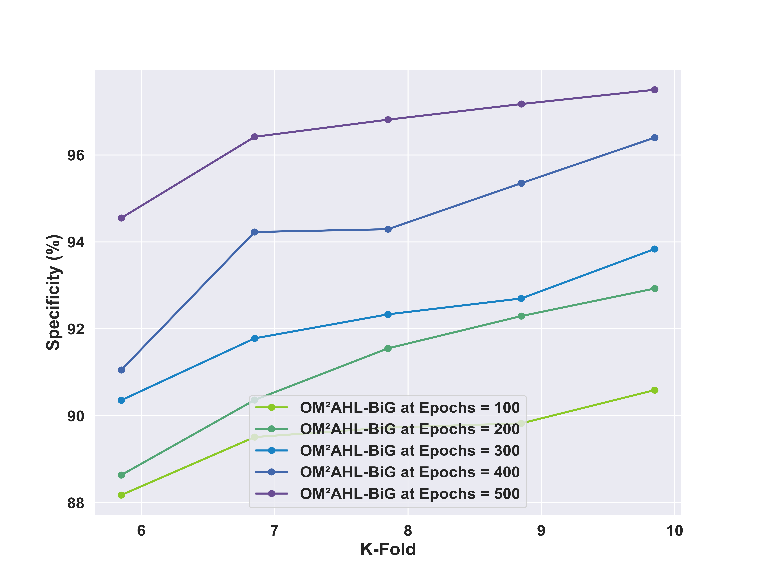 Specificity (%)
96
94
92
90
88
OM²AHL-BiG at Epochs = 100
OM²AHL-BiG at Epochs = 200
OM²AHL-BiG at Epochs = 300
OM²AHL-BiG at Epochs = 400
OM²AHL-BiG at Epochs = 500
6 7 8 9 10
K-Fold